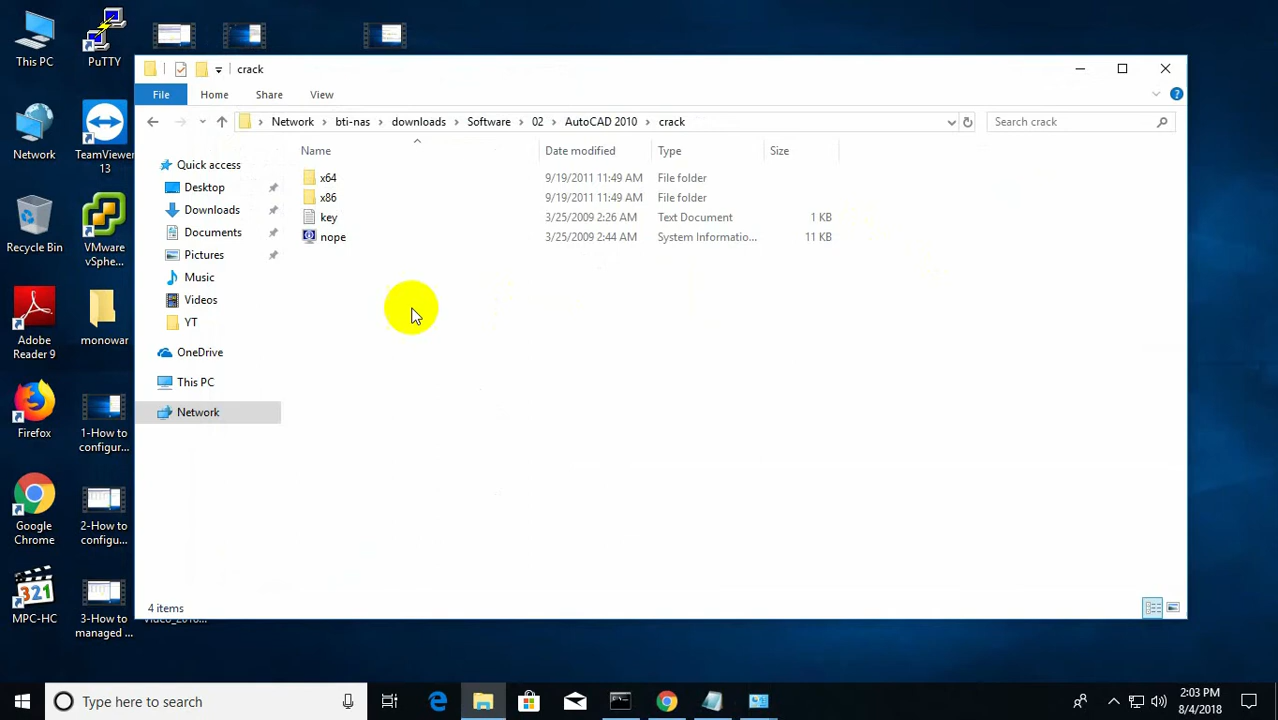 This PC
PuTTY
Network
TeamViewer
13
Recycle Bin
VMware
vSphe...
Adobe
Reader 9
monowar
Firefox
1-How to
configur...
Google
Chrome
2-How to
configu...
MPC-HC
3-How to
managed ...
crack
File
Home
Share
View
Network > bti-nas > downloads > Software > 02 > AutoCAD 2010 > crack
Search crack
Name
Date modified
Type
Size
Quick access
Desktop
Downloads
Documents
Pictures
Music
Videos
YT
OneDrive
This PC
Network
x64 9/19/2011 11:49 AM File folder
x86 9/19/2011 11:49 AM File folder
key 3/25/2009 2:26 AM Text Document 1 KB
nope 3/25/2009 2:44 AM System Informatio... 11 KB
4 items
Type here to search
2:03 PM
8/4/2018